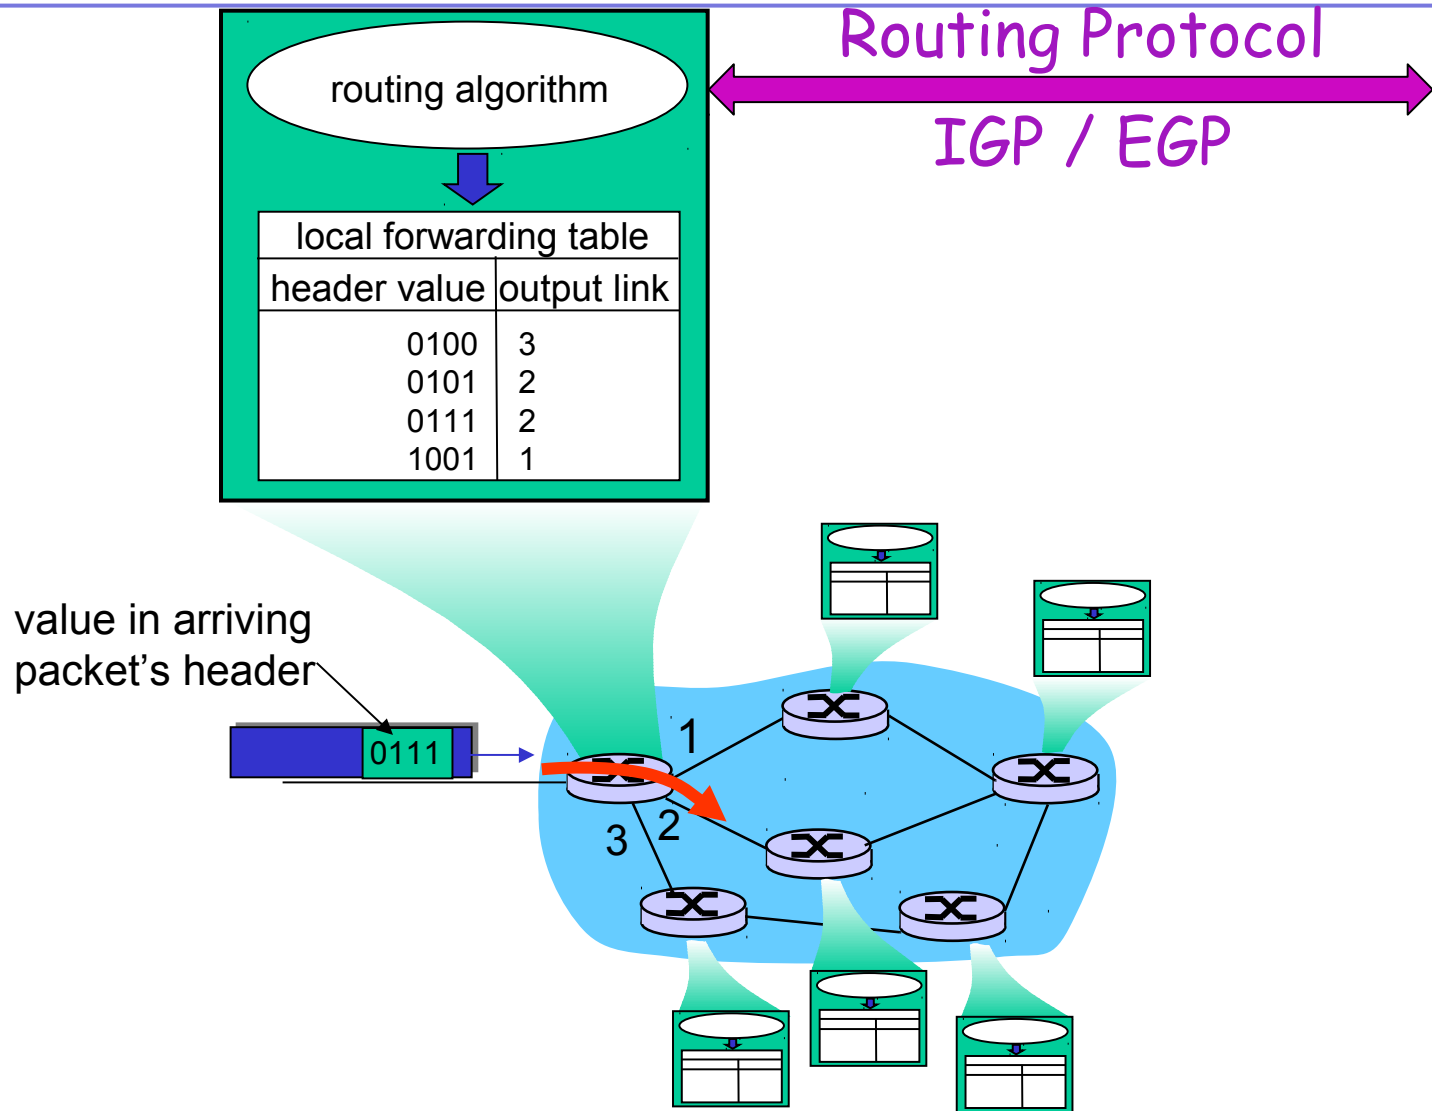 Routing Protocol
IGP / EGP
routing algorithm
local forwarding table
header value output link
0100 3
0101 2
0111 2
1001 1
value in arriving
packet’s header
0111
1
2
3